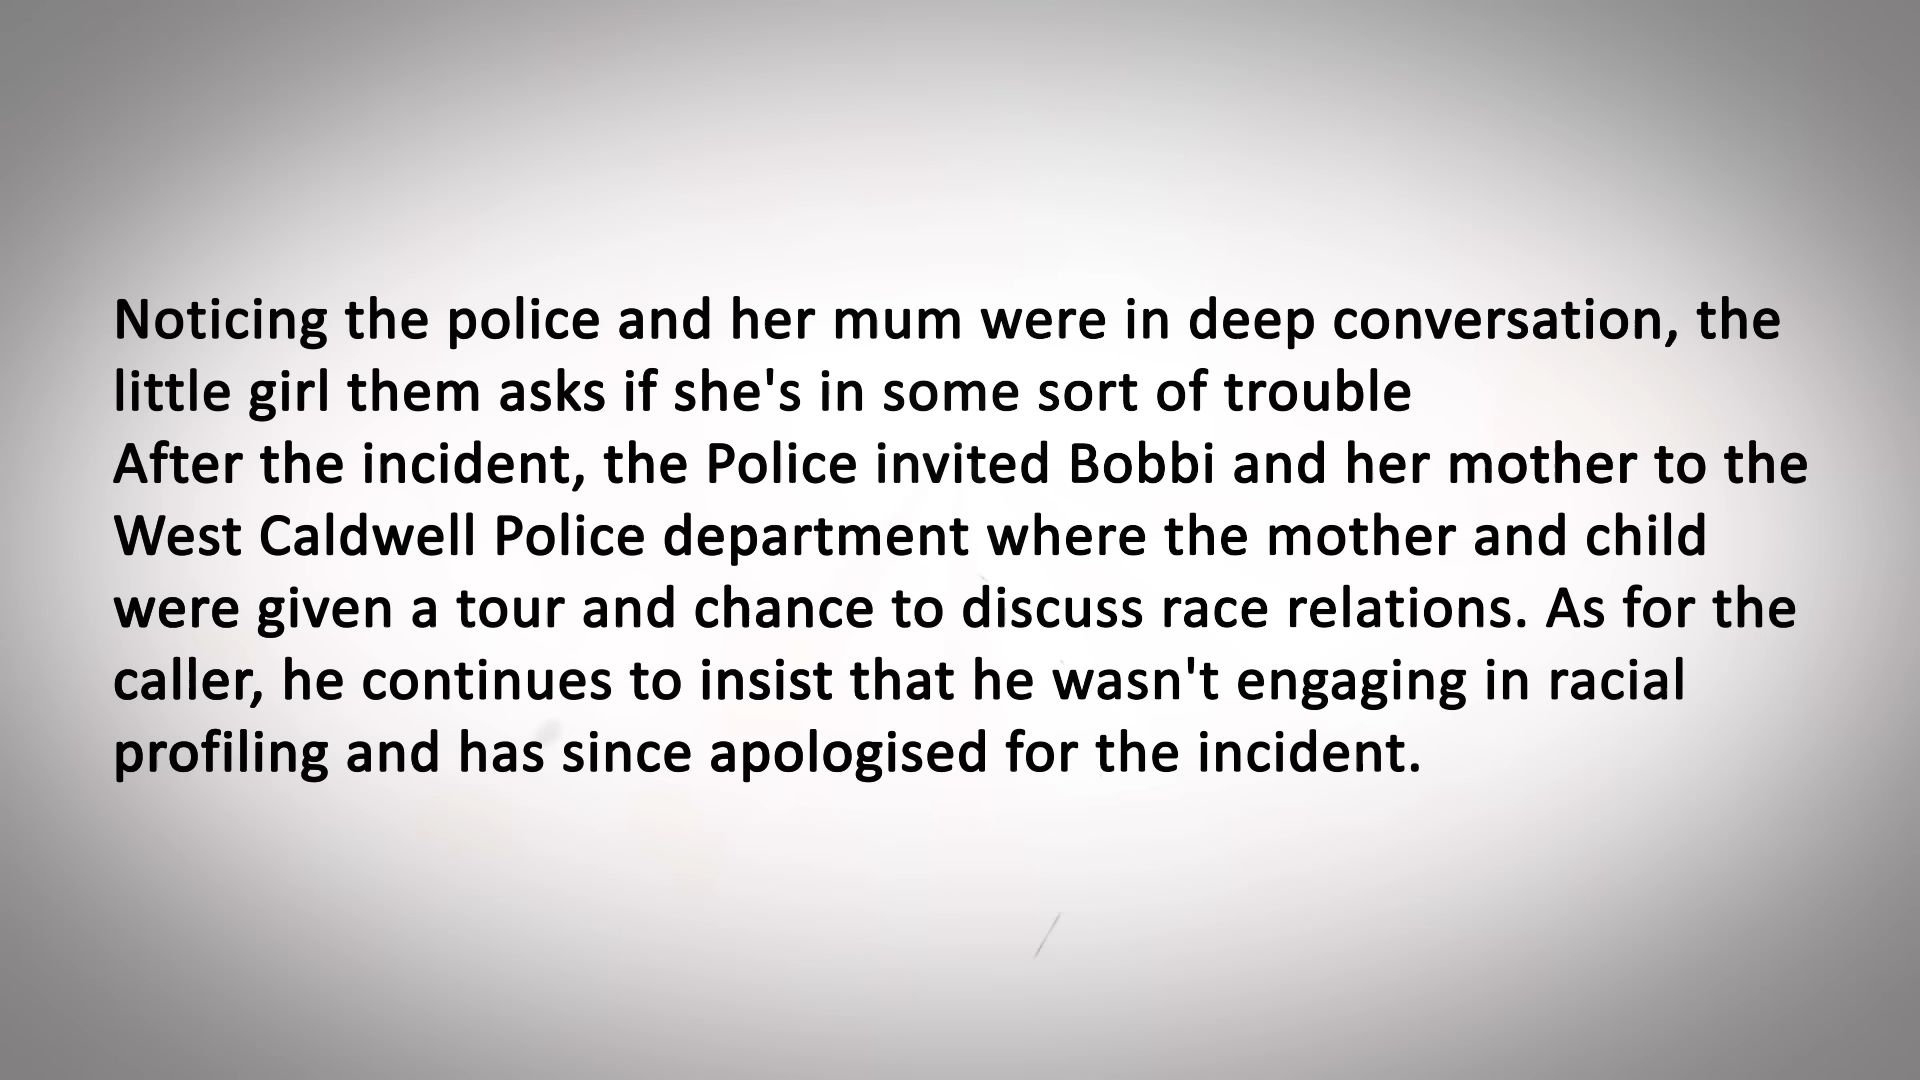 Noticing the police and her mum were in deep conversation, the
little girl them asks if she's in some sort of trouble
After the incident, the Police invited Bobbi and her mother to the
West Caldwell Police department where the mother and child
were given a tour and chance to discuss race relations. As for the
caller, he continues to insist that he wasn't engaging in racial
profiling and has since apologised for the incident.